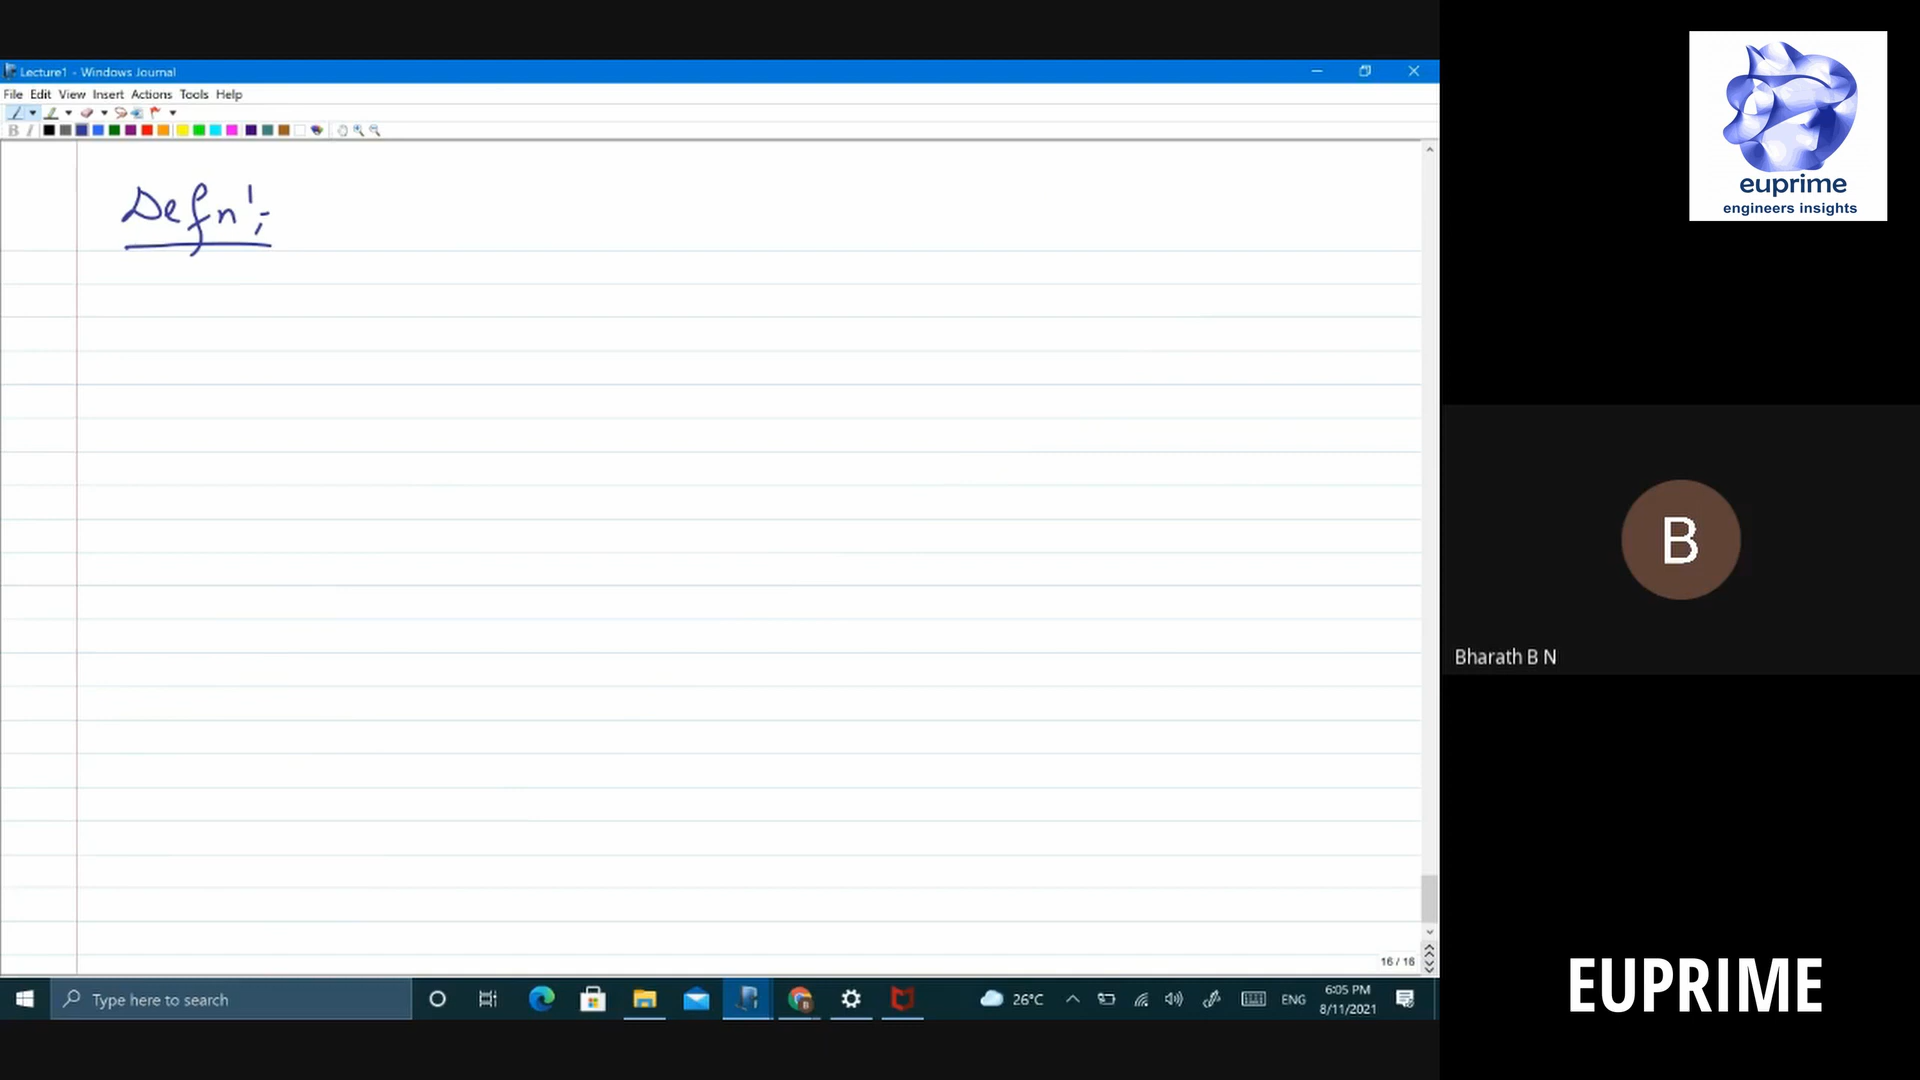 Lecture1 - Windows Journal
File Edit View Insert Actions Tools Help
B I
Defn':-
16 / 16
Type here to search
26°C
ENG
6:05 PM
8/11/2021
euprime
engineers insights
B
Bharath B N
EUPRIME